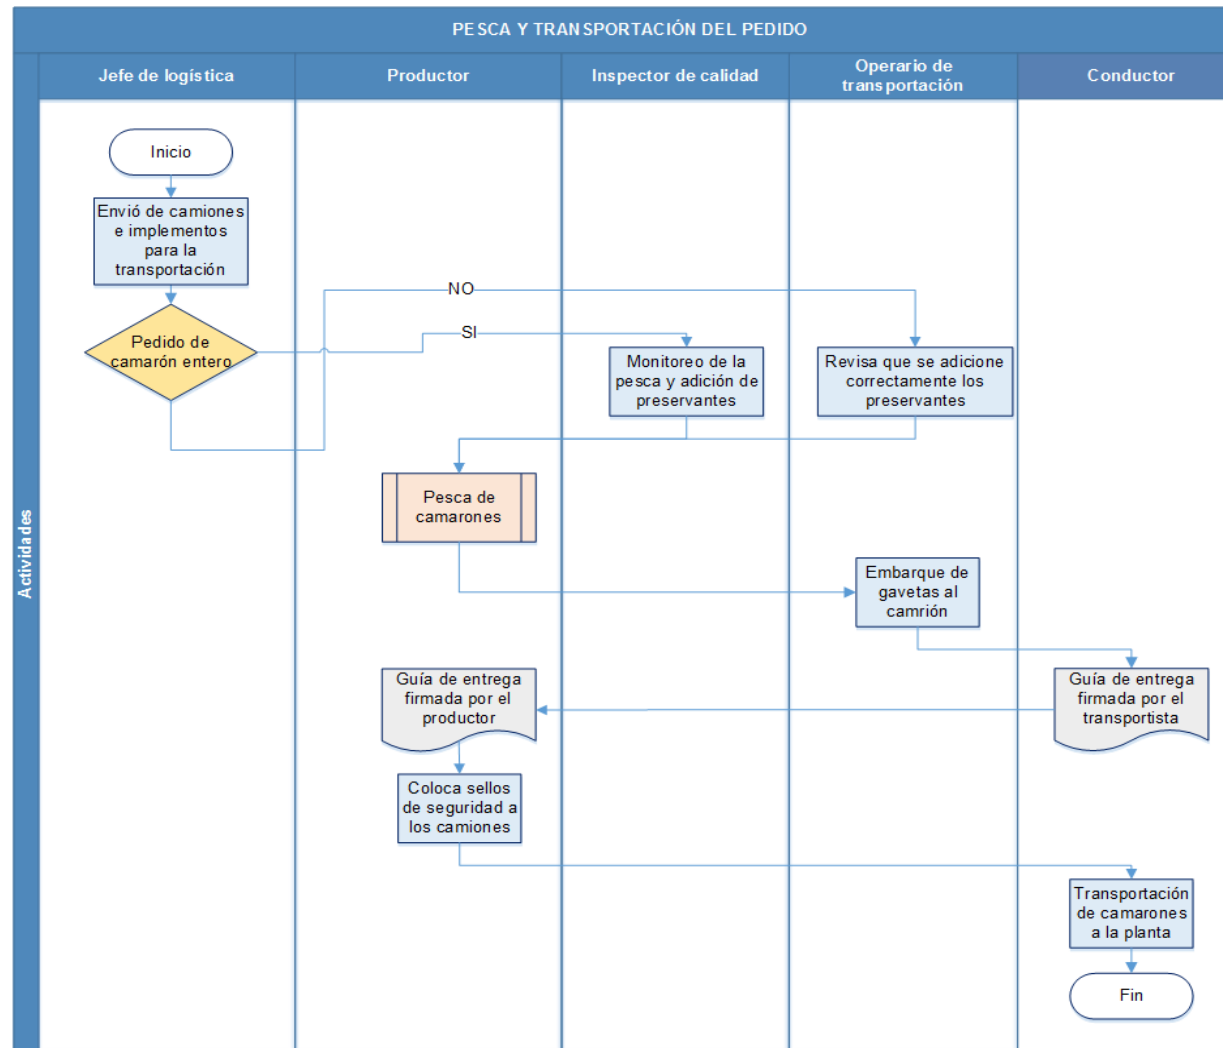 PESCA Y TRANSPORTACIÓN DEL PEDIDO
Jefe de logística
Productor
Inspector de calidad
Operario de
transportación
Conductor
Actividades
Inicio
Envió de camiones
e implementos
para la
transportación
NO
SI
Pedido de
camarón entero
Monitoreo de la
pesca y adición de
preservantes
Revisa que se adicione
correctamente los
preservantes
Pesca de
camarones
Embarque de
gavetas al
camrión
Guía de entrega
firmada por el
productor
Guía de entrega
firmada por el
transportista
Coloca sellos
de seguridad a
los camiones
Transportación
de camarones
a la planta
Fin